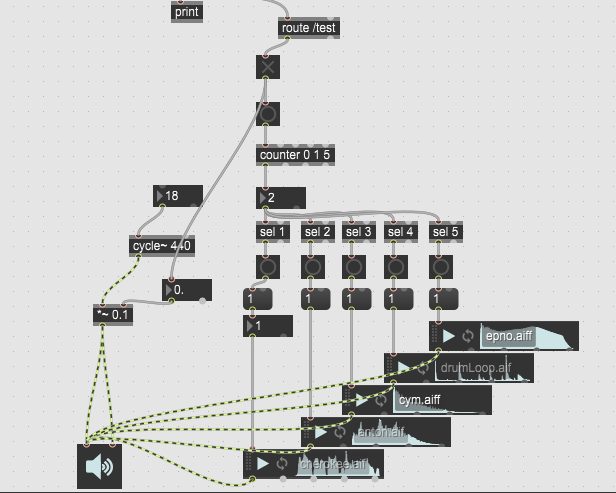 print
route /test
counter 0 1 5
18
2
sel 1
sel 2
sel 3
sel 4
sel 5
cycle~ 440
0.
1
1
1
1
1
*~ 0.1
1
epno.aiff
drumLoop.aif
cym.aiff
anton.aif
cherokee.aif